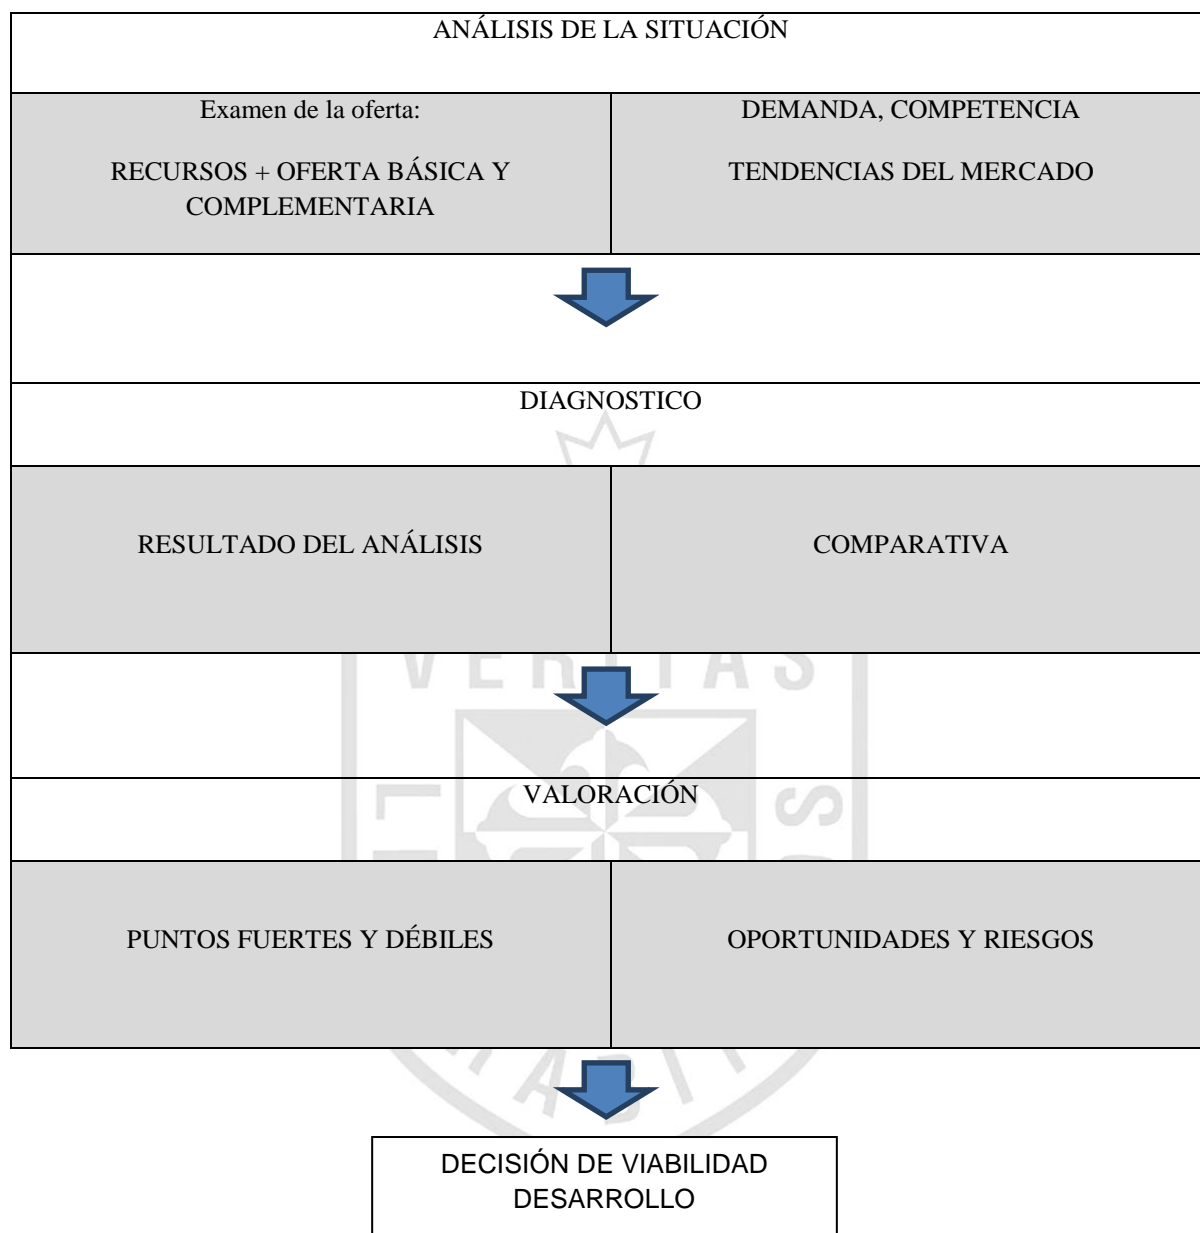 ANÁLISIS DE LA SITUACIÓN
Examen de la oferta:
RECURSOS + OFERTA BÁSICA Y
COMPLEMENTARIA
DEMANDA, COMPETENCIA
TENDENCIAS DEL MERCADO
DIAGNOSTICO
RESULTADO DEL ANÁLISIS
COMPARATIVA
VERITAS
VALORACIÓN
PUNTOS FUERTES Y DÉBILES
OPORTUNIDADES Y RIESGOS
DECISIÓN DE VIABILIDAD
DESARROLLO